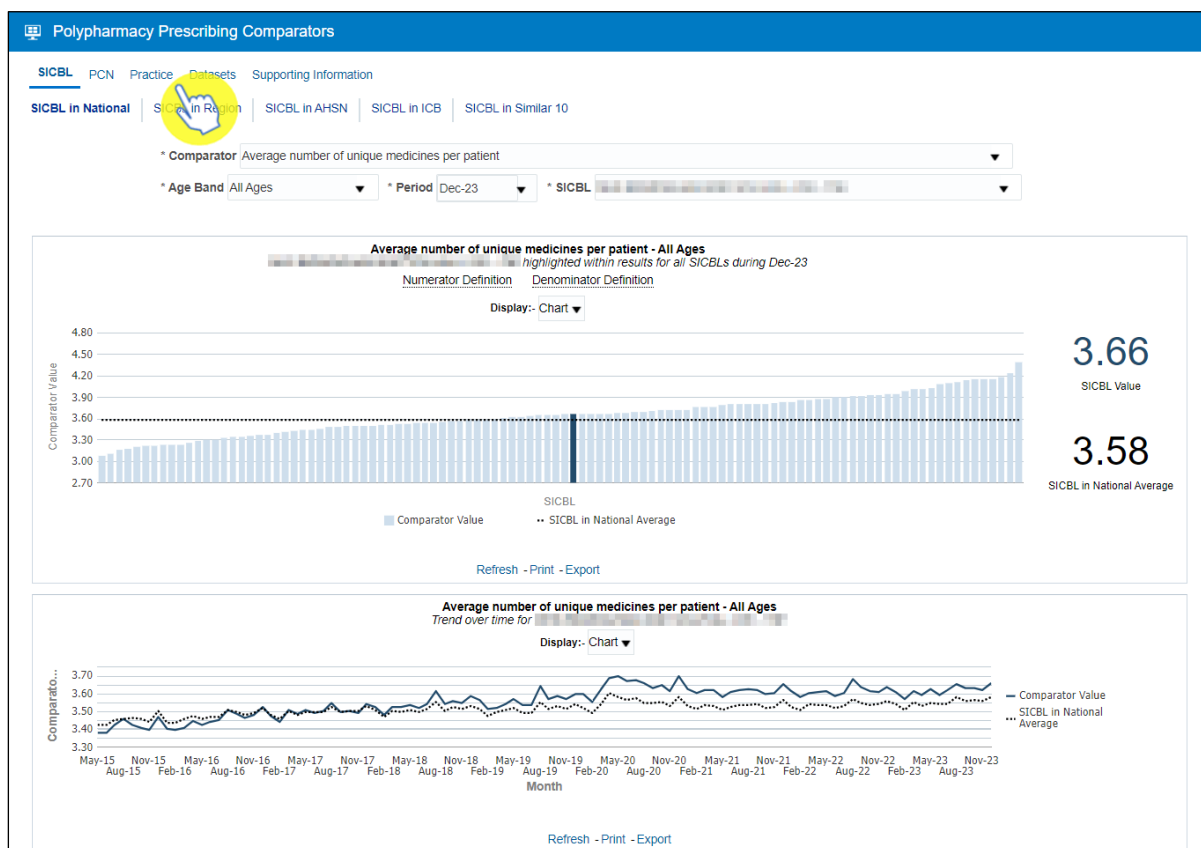 Polypharmacy Prescribing Comparators
SICBL PCN Practice Datasets Supporting Information
SICBL in National SICBL in Region SICBL in AHSN SICBL in ICB SICBL in Similar 10
* Comparator Average number of unique medicines per patient
* Age Band All Ages * Period Dec-23 * SICBL
Average number of unique medicines per patient - All Ages
highlighted within results for all SICBLs during Dec-23
Numerator Definition Denominator Definition
Display:- Chart
4.80
4.50
4.20
3.90
3.60
3.30
3.00
2.70
Comparator Value
SICBL
Comparator Value SICBL in National Average
3.66
SICBL Value
3.58
SICBL in National Average
Refresh - Print - Export
Average number of unique medicines per patient - All Ages
Trend over time for
Display:- Chart
3.70
3.60
3.50
3.40
3.30
Comparato...
Comparator Value
SICBL in National
Average
May-15 Nov-15 May-16 Nov-16 May-17 Nov-17 May-18 Nov-18 May-19 Nov-19 May-20 Nov-20 May-21 Nov-21 May-22 Nov-22 May-23 Nov-23
Aug-15 Feb-16 Aug-16 Feb-17 Aug-17 Feb-18 Aug-18 Feb-19 Aug-19 Feb-20 Aug-20 Feb-21 Aug-21 Feb-22 Aug-22 Feb-23 Aug-23
Month
Refresh - Print - Export